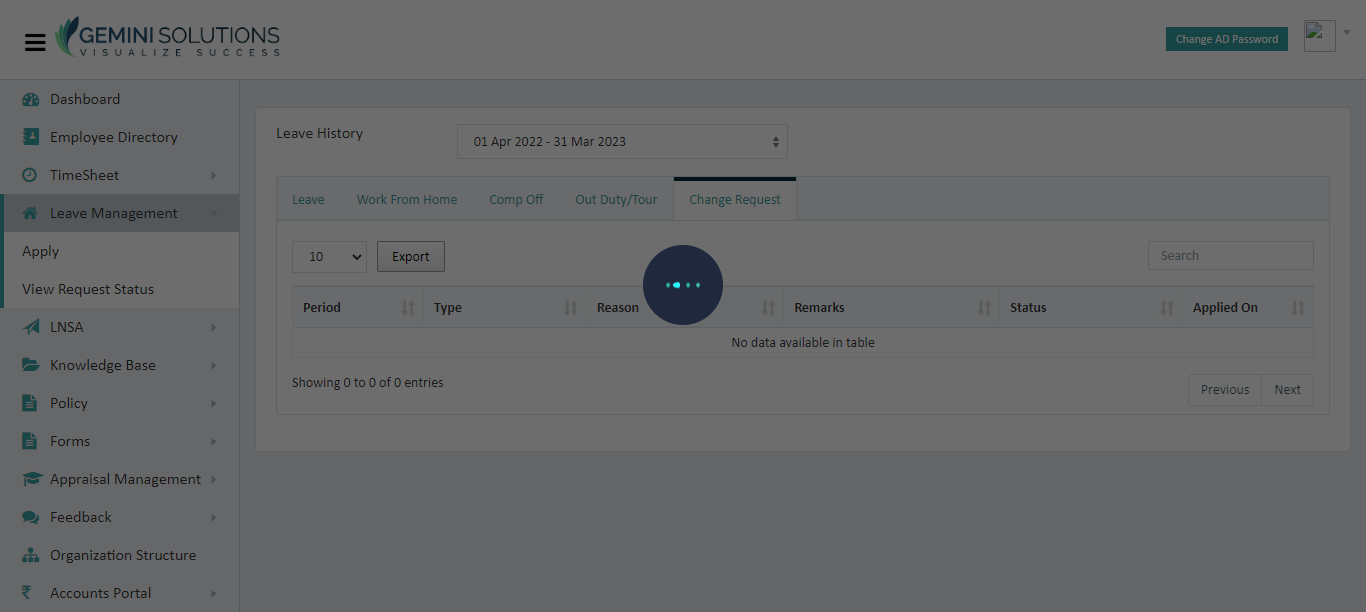 GEMINI SOLUTIONS
VISUALIZE SUCCESS
Change AD Password
Dashboard
Employee Directory
TimeSheet
Leave Management
Apply
View Request Status
LNSA
Knowledge Base
Policy
Forms
Appraisal Management
Feedback
Organization Structure
₹ Accounts Portal
Leave History
01 Apr 2022 - 31 Mar 2023
Leave Work From Home Comp Off Out Duty/Tour Change Request
10 Export Search
Period Type Reason Remarks Status Applied On
No data available in table
Showing 0 to 0 of 0 entries
Previous Next